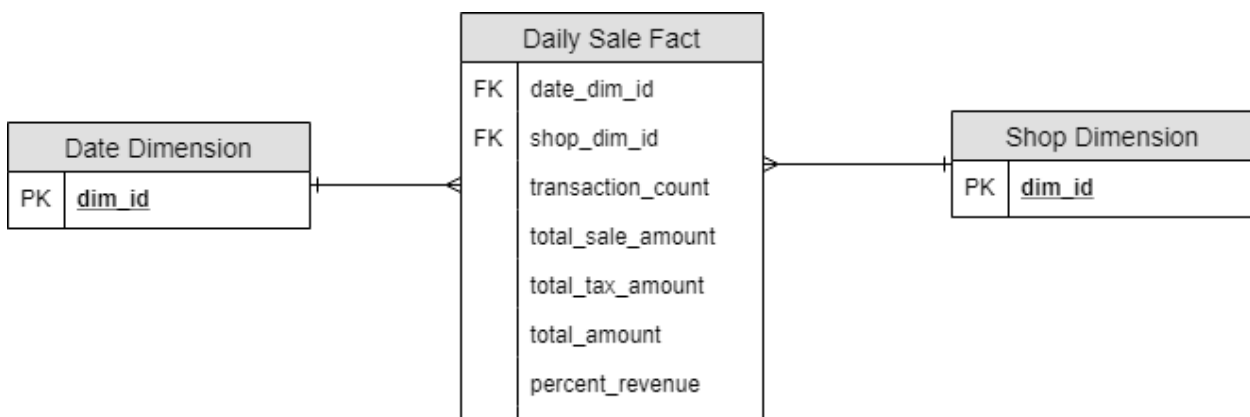 Daily Sale Fact
FK date_dim_id
FK shop_dim_id
transaction_count
total_sale_amount
total_tax_amount
total_amount
percent_revenue
Date Dimension
PK dim_id
Shop Dimension
PK dim_id